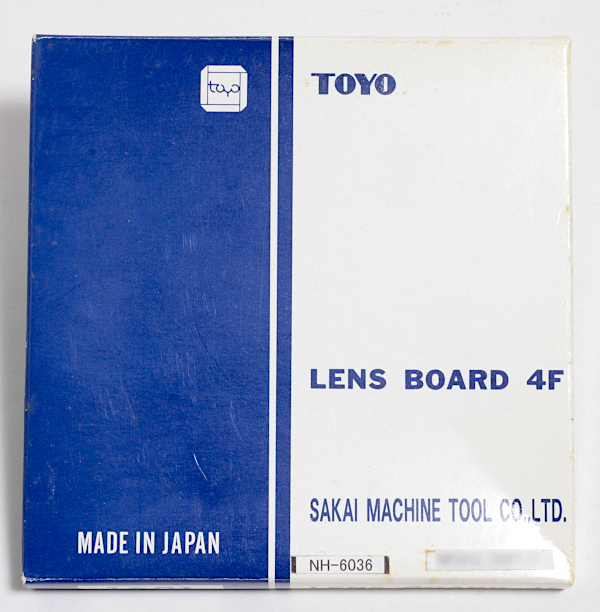 toyo
TOYO
LENS BOARD 4F
SAKAI MACHINE TOOL CO.,LTD.
MADE IN JAPAN
NH-6036